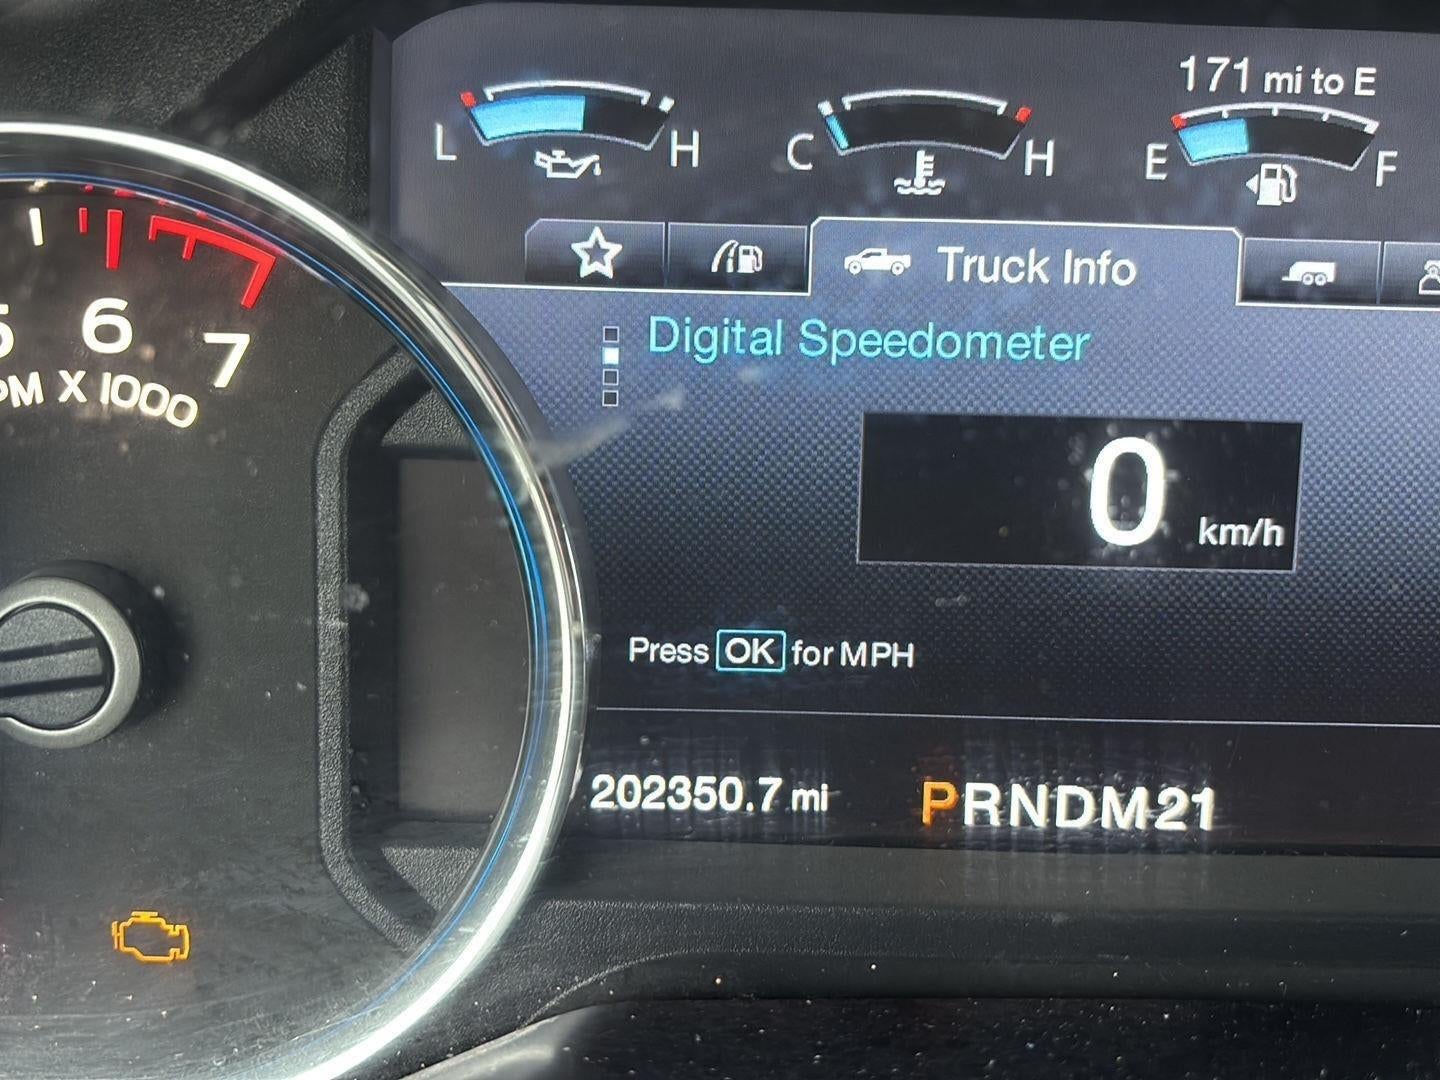 171 mi to E
L H
C H
E F
Truck Info
Digital Speedometer
0 km/h
Press OK for MPH
202350.7 mi
PRNDM21
5 6 7
PM X 1000